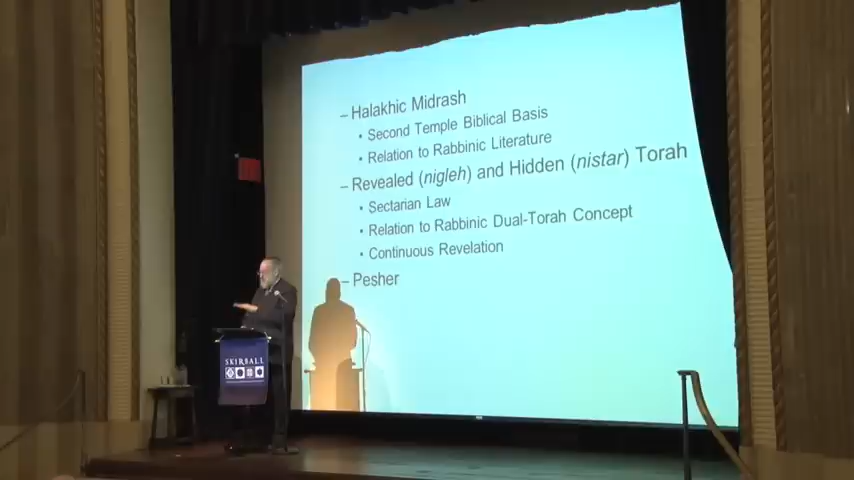 – Halakhic Midrash
• Second Temple Biblical Basis
• Relation to Rabbinic Literature
– Revealed (nigleh) and Hidden (nistar) Torah
• Sectarian Law
• Relation to Rabbinic Dual-Torah Concept
• Continuous Revelation
– Pesher
SKIRBALL